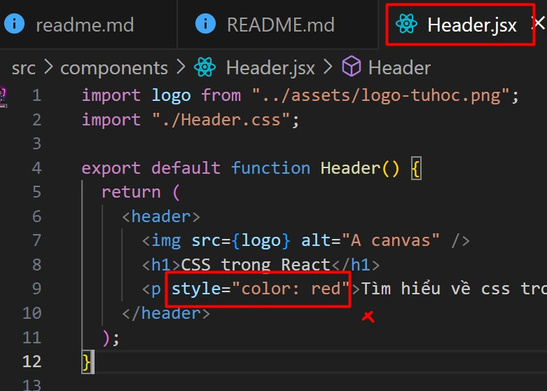 readme.md README.md Header.jsx
src > components > Header.jsx > Header
1 import logo from "../assets/logo-tuhoc.png";
2 import "./Header.css";
3
4 export default function Header() {
5 return (
6 <header>
7 <img src={logo} alt="A canvas" />
8 <h1>CSS trong React</h1>
9 <p style="color: red">Tìm hiểu về css tro
10 </header>
11 );
12 }
13